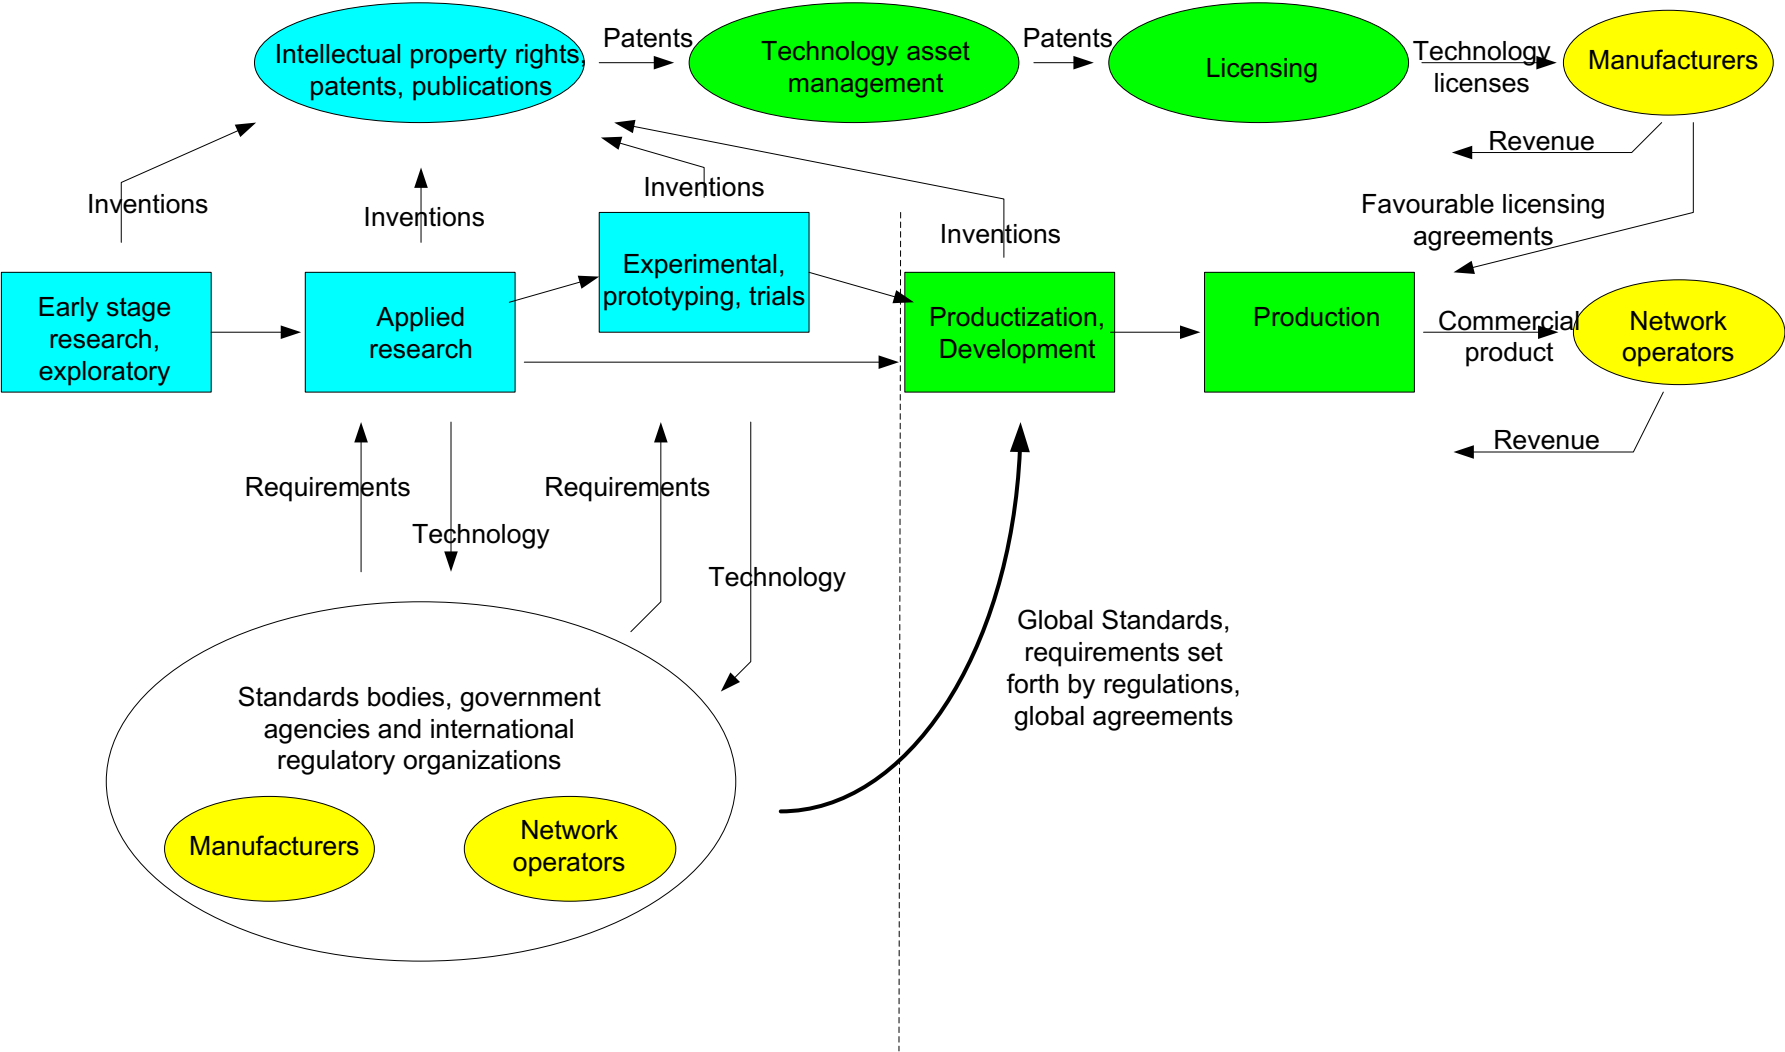 Intellectual property rights,
patents, publications
Patents
Technology asset
management
Patents
Licensing
Technology
licenses
Manufacturers
Revenue
Favourable licensing
agreements
Inventions
Inventions
Inventions
Inventions
Early stage
research,
exploratory
Applied
research
Experimental,
prototyping, trials
Productization,
Development
Production
Commercial
product
Network
operators
Revenue
Requirements
Technology
Requirements
Technology
Global Standards,
requirements set
forth by regulations,
global agreements
Standards bodies, government
agencies and international
regulatory organizations
Manufacturers
Network
operators